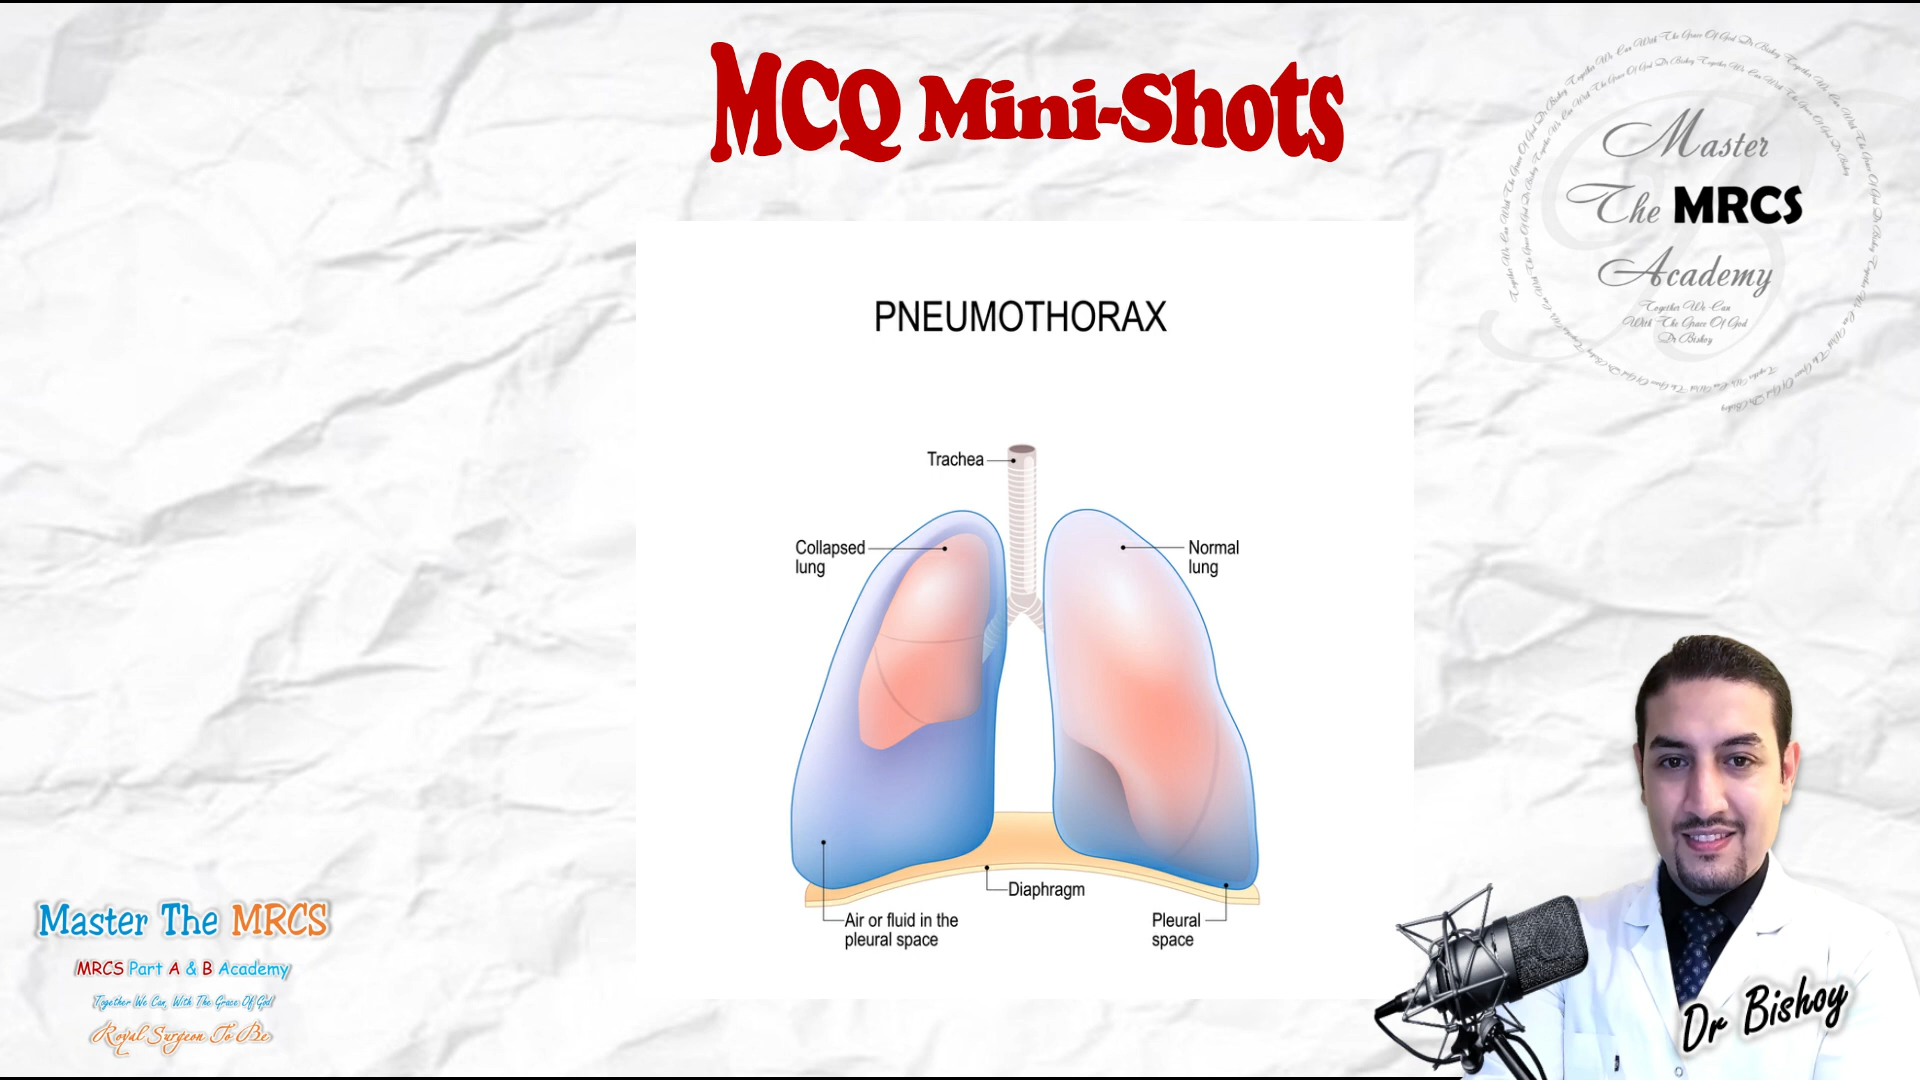 MCQ Mini-Shots
Master
The MRCS
Academy
Together We Can
With The Grace Of God
Dr Bishoy
PNEUMOTHORAX
Trachea
Collapsed
lung
Normal
lung
Diaphragm
Air or fluid in the
pleural space
Pleural
space
Master The MRCS
MRCS Part A & B Academy
Together We Can, With The Grace Of God
Royal Surgeon To Be
Dr Bishoy